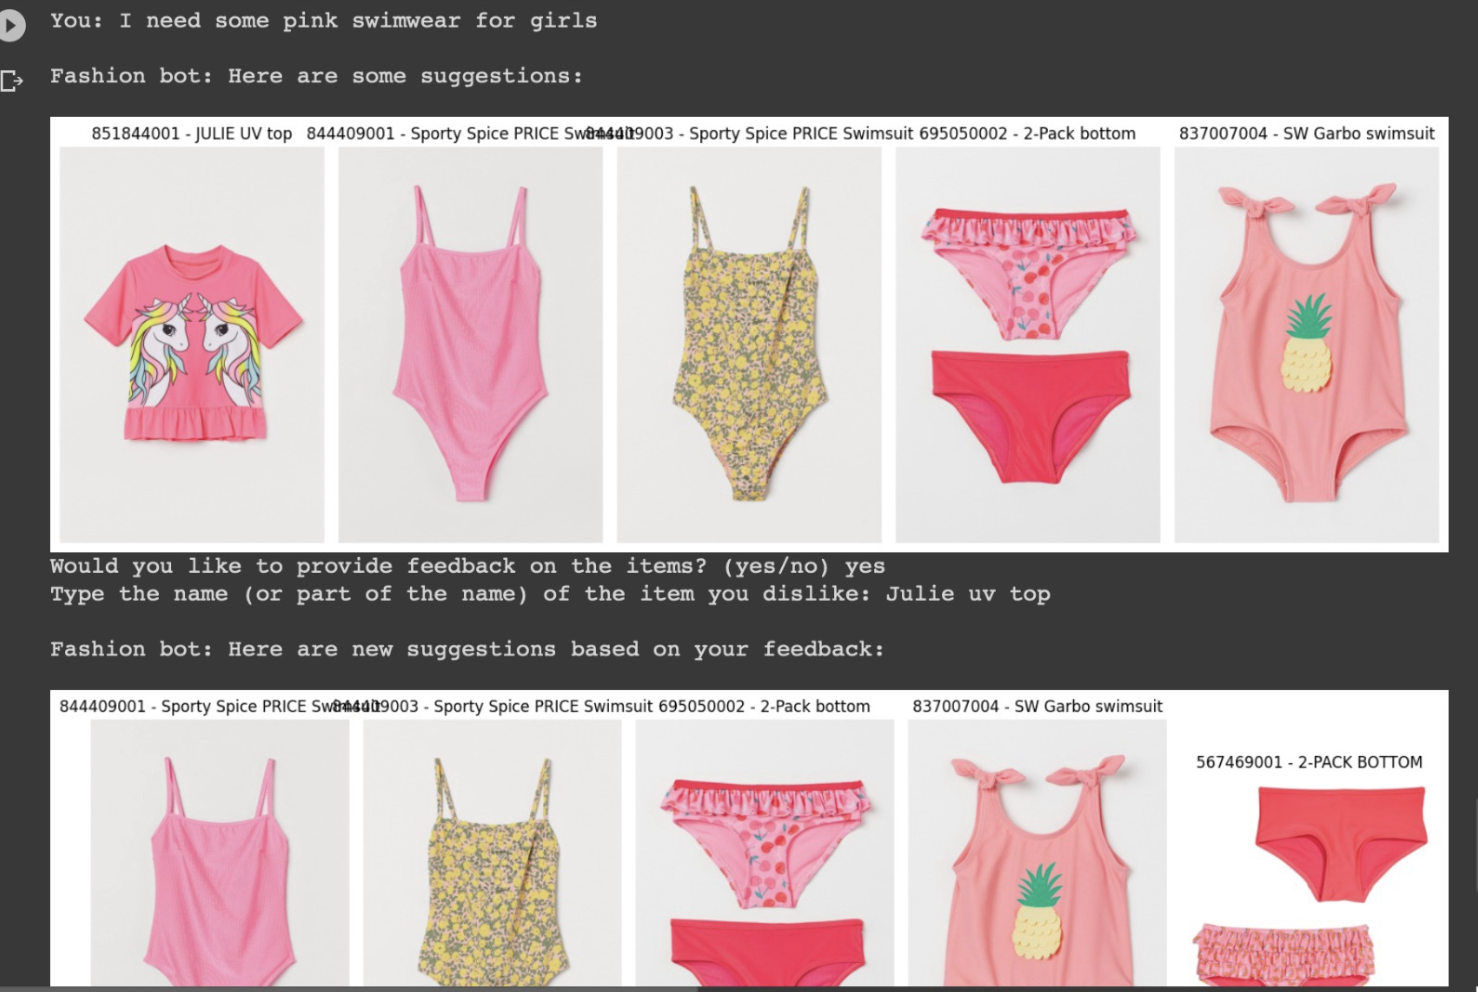 You: I need some pink swimwear for girls
Fashion bot: Here are some suggestions:
851844001 - JULIE UV top 844409001 - Sporty Spice PRICE Swimsuit 844409003 - Sporty Spice PRICE Swimsuit 695050002 - 2-Pack bottom 837007004 - SW Garbo swimsuit
Would you like to provide feedback on the items? (yes/no) yes
Type the name (or part of the name) of the item you dislike: Julie uv top
Fashion bot: Here are new suggestions based on your feedback:
844409001 - Sporty Spice PRICE Swimsuit 844409003 - Sporty Spice PRICE Swimsuit 695050002 - 2-Pack bottom 837007004 - SW Garbo swimsuit
567469001 - 2-PACK BOTTOM